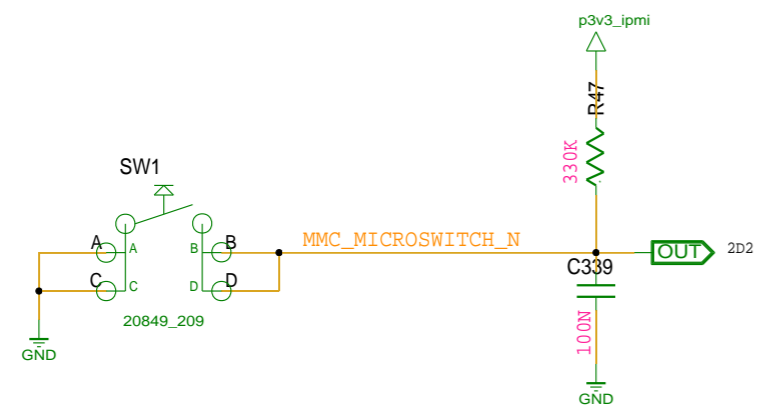 p3v3_ipmi
R47
330K
SW1
A A B B
MMC_MICROSWITCH_N
OUT 2D2
C C D D
C339
20849_209
100N
GND
GND